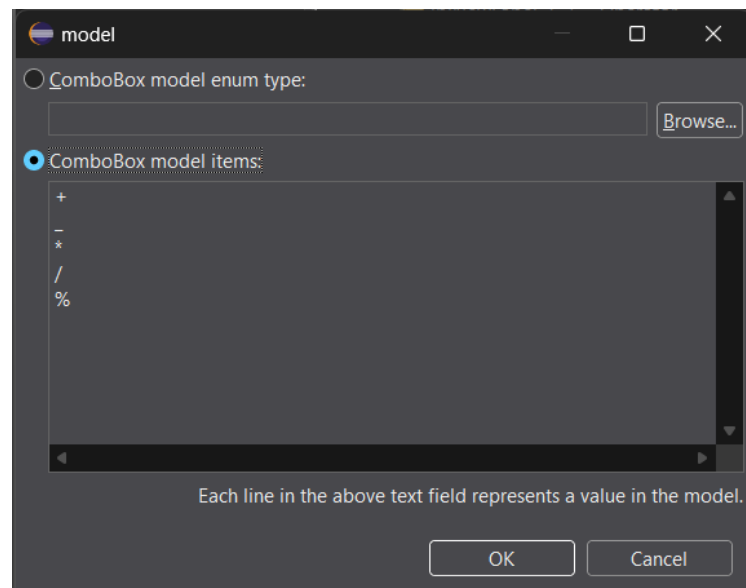 model
ComboBox model enum type:
Browse...
ComboBox model items:
+
_
*
/
%
Each line in the above text field represents a value in the model.
OK
Cancel